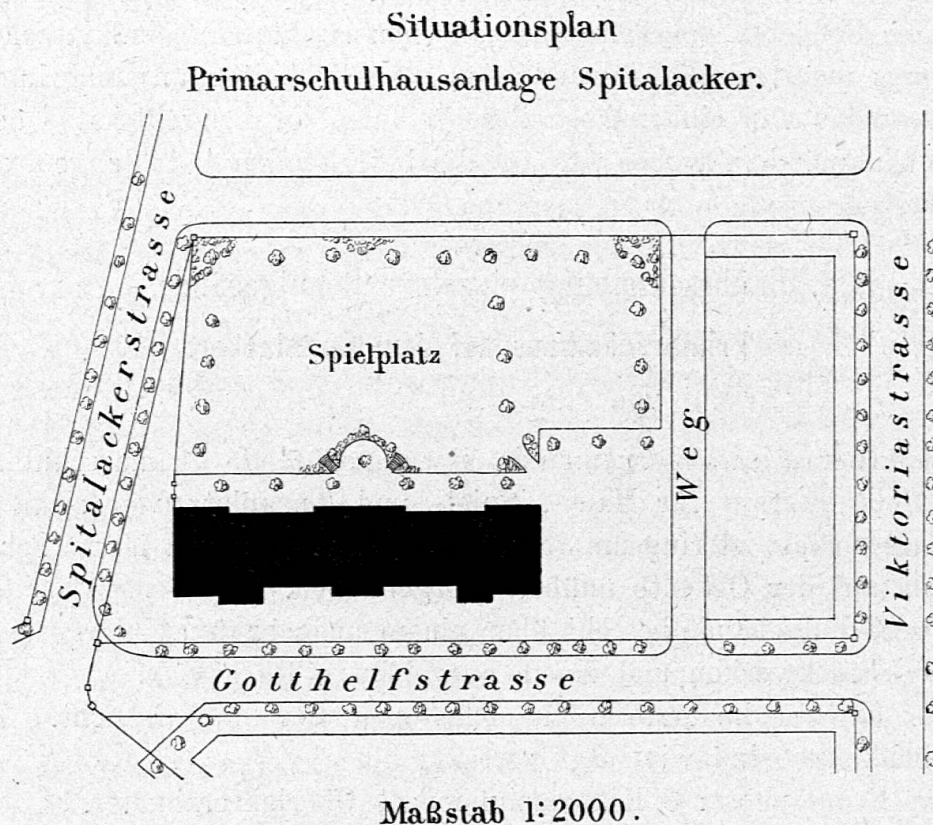 Situationsplan
Primarschulhausanlage Spitalacker.
Spitalackerstrasse
Spielplatz
Weg
Viktoriastrasse
Gotthelfstrasse
Maßstab 1:2000.